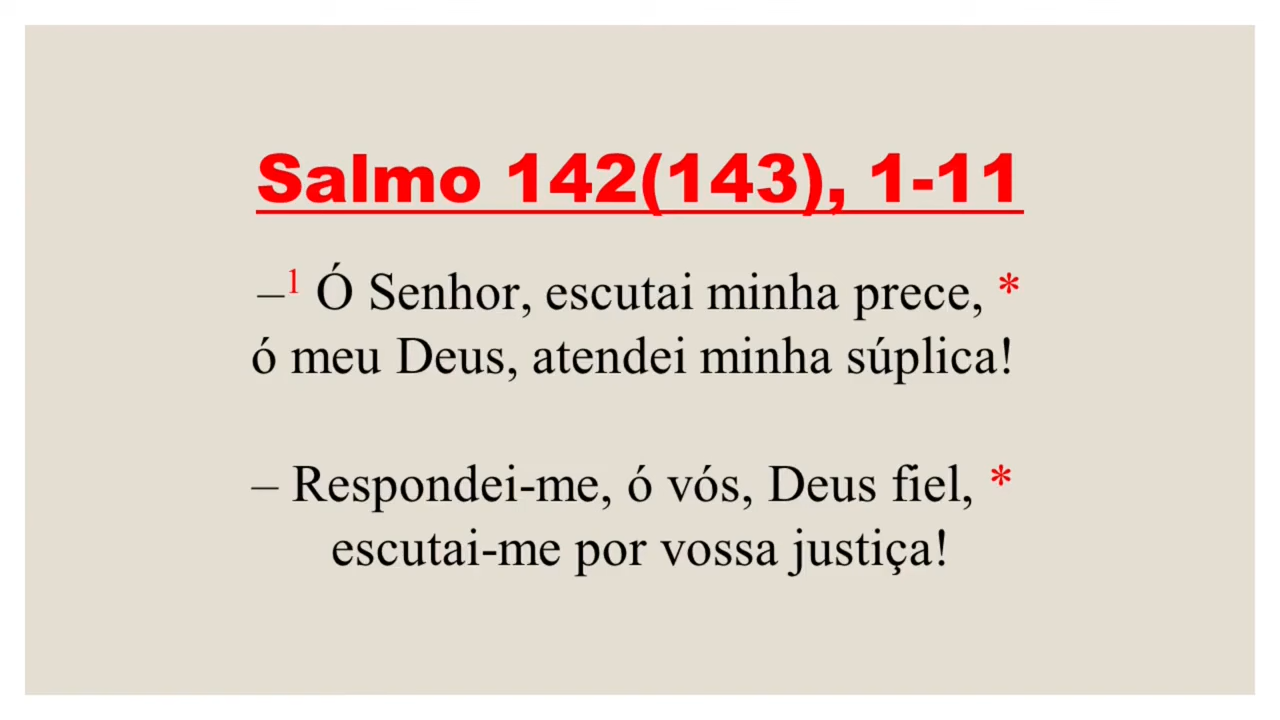 Salmo 142(143), 1-11
–¹ Ó Senhor, escutai minha prece, *
ó meu Deus, atendei minha súplica!
– Respondei-me, ó vós, Deus fiel, *
escutai-me por vossa justiça!